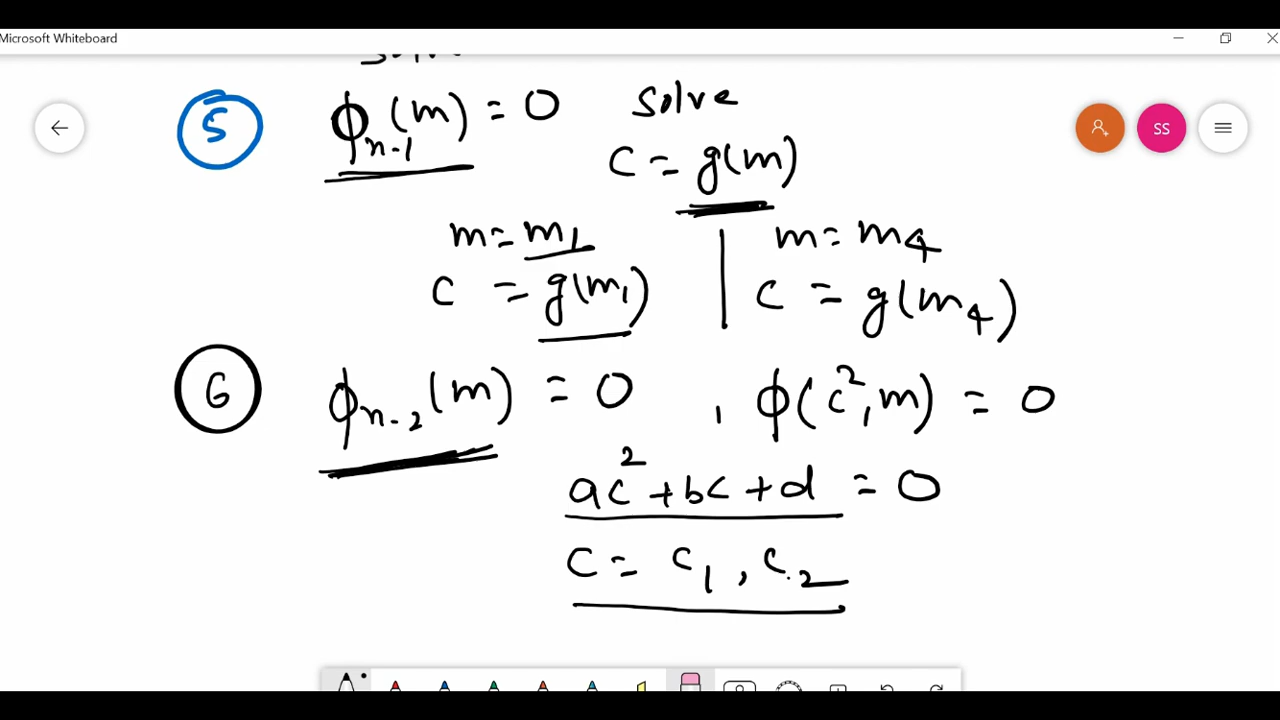 Microsoft Whiteboard
5 ϕₙ₋₁(m) = 0 solve
SS
c = g(m)
m = m₁ | m = m₄
c = g(m₁) | c = g(m₄)
6 ϕₙ₋₂(m) = 0 , ϕ(c², m) = 0
ac² + bc + d = 0
c = c₁, c₂